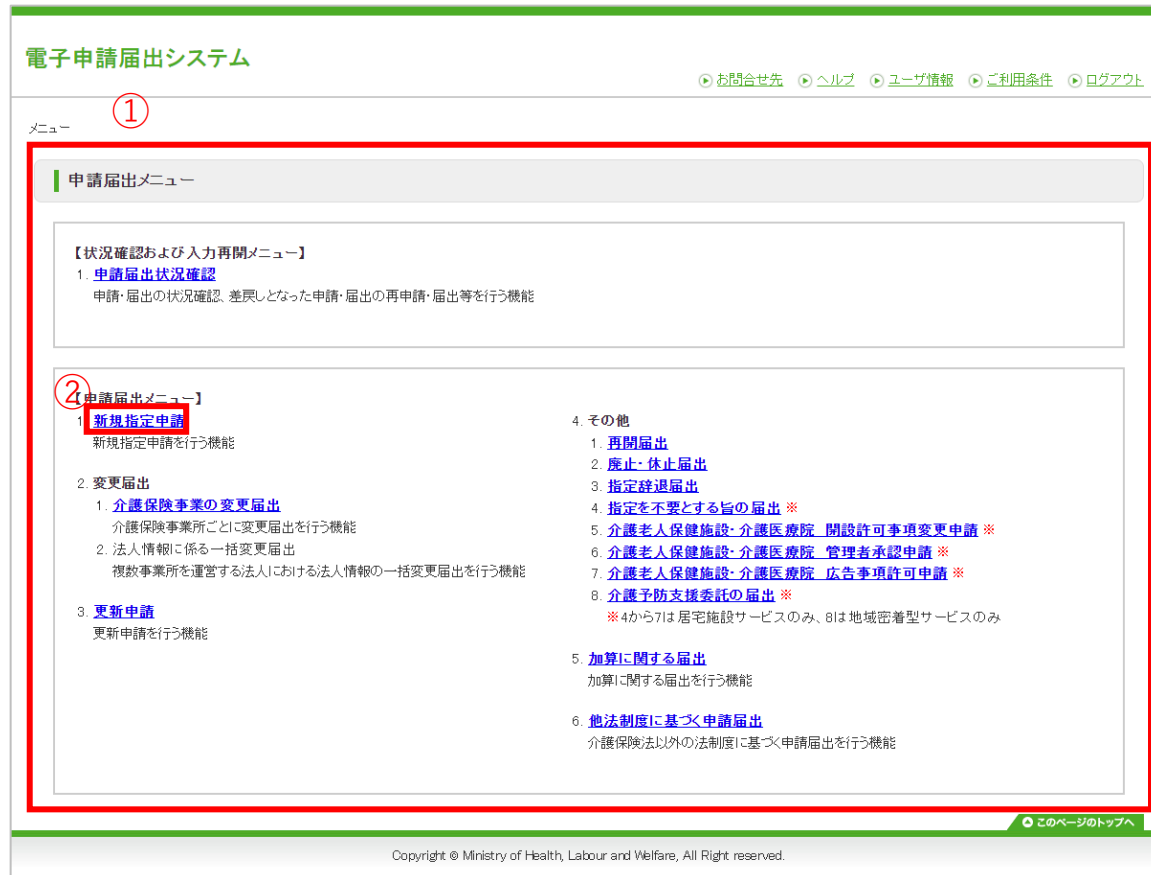 電子申請届出システム
お問合せ先 ヘルプ ユーザ情報 ご利用条件 ログアウト
①
メニュー
申請届出メニュー
【状況確認および入力再開メニュー】
1. 申請届出状況確認
申請・届出の状況確認、差戻しとなった申請・届出の再申請・届出等を行う機能
②
【申請届出メニュー】
1. 新規指定申請
新規指定申請を行う機能
2. 変更届出
1. 介護保険事業の変更届出
介護保険事業所ごとに変更届出を行う機能
2. 法人情報に係る一括変更届出
複数事業所を運営する法人における法人情報の一括変更届出を行う機能
3. 更新申請
更新申請を行う機能
4. その他
1. 再開届出
2. 廃止・休止届出
3. 指定辞退届出
4. 指定を不要とする旨の届出 ※
5. 介護老人保健施設・介護医療院 開設許可事項変更申請 ※
6. 介護老人保健施設・介護医療院 管理者承認申請 ※
7. 介護老人保健施設・介護医療院 広告事項許可申請 ※
8. 介護予防支援委託の届出 ※
※4から7は居宅施設サービスのみ、8は地域密着型サービスのみ
5. 加算に関する届出
加算に関する届出を行う機能
6. 他法制度に基づく申請届出
介護保険法以外の法制度に基づく申請届出を行う機能
このページのトップへ
Copyright © Ministry of Health, Labour and Welfare, All Right reserved.